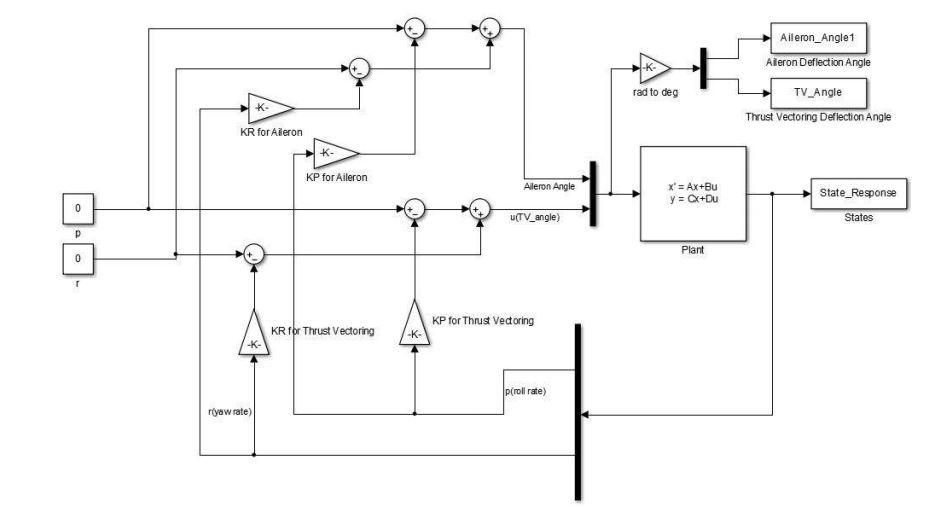 Aileron_Angle1
Aileron Deflection Angle
-K-
rad to deg
TV_Angle
Thrust Vectoring Deflection Angle
-K-
KR for Aileron
-K-
KP for Aileron
Aileron Angle
x' = Ax+Bu
y = Cx+Du
Plant
State_Response
States
0
p
u(TV_angle)
0
r
KR for Thrust Vectoring
-K-
KP for Thrust Vectoring
-K-
p(roll rate)
r(yaw rate)